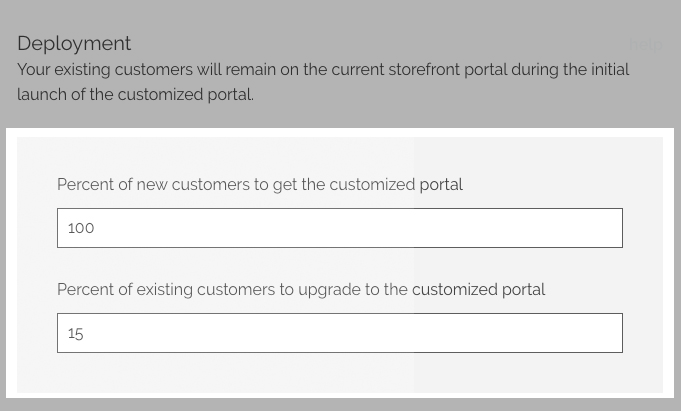 Deployment
help
Your existing customers will remain on the current storefront portal during the initial
launch of the customized portal.
Percent of new customers to get the customized portal
100
Percent of existing customers to upgrade to the customized portal
15